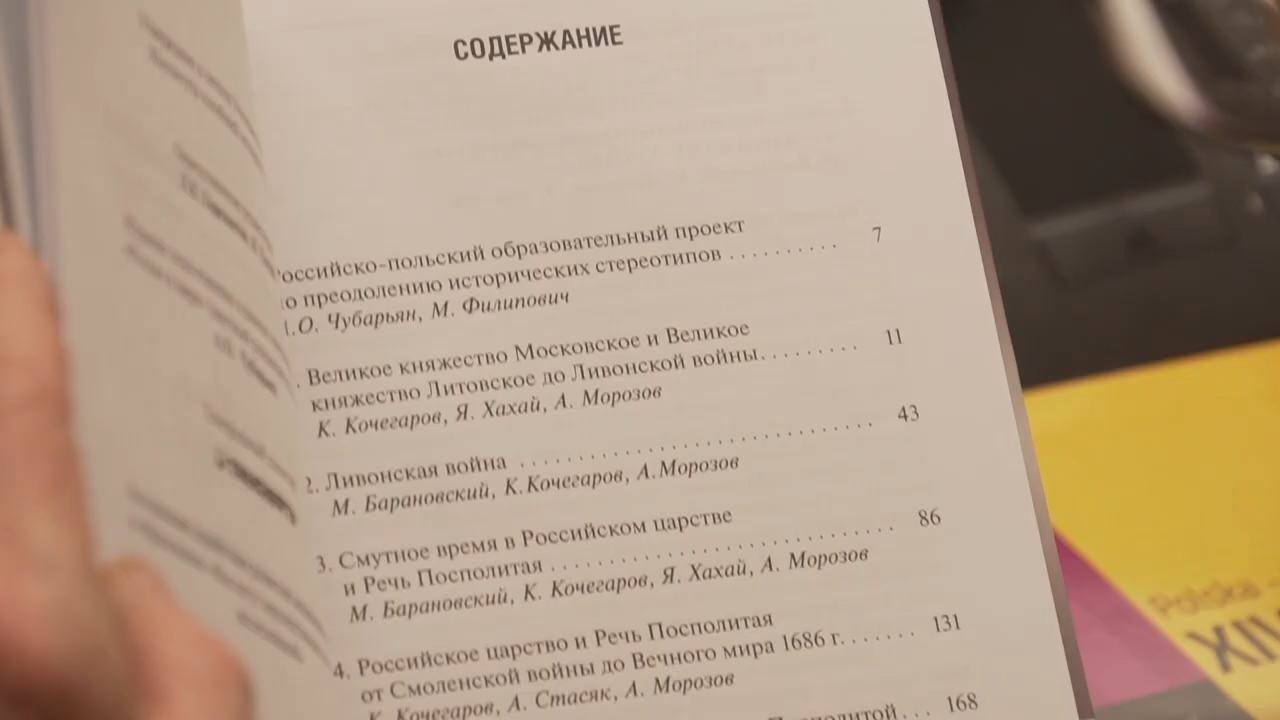 СОДЕРЖАНИЕ
оссийско-польский образовательный проект
о преодолению исторических стереотипов . . . . . . . . . . 7
.О. Чубарьян, М. Филипович
. Великое княжество Московское и Великое
княжество Литовское до Ливонской войны. . . . . . . . . 11
К. Кочегаров, Я. Хахай, А. Морозов
2. Ливонская война . . . . . . . . . . . . . . . . . . . . . . . . . . . . . . 43
М. Барановский, К.Кочегаров, А.Морозов
3. Смутное время в Российском царстве
и Речь Посполитая . . . . . . . . . . . . . . . . . . . . . . . . . . . . . 86
М. Барановский, К. Кочегаров, Я. Хахай, А. Морозов
4. Российское царство и Речь Посполитая
от Смоленской войны до Вечного мира 1686 г. . . . . . . 131
К. Кочегаров, А. Стасяк, А. Морозов
Посполитой . . . 168
Polska -
XIV